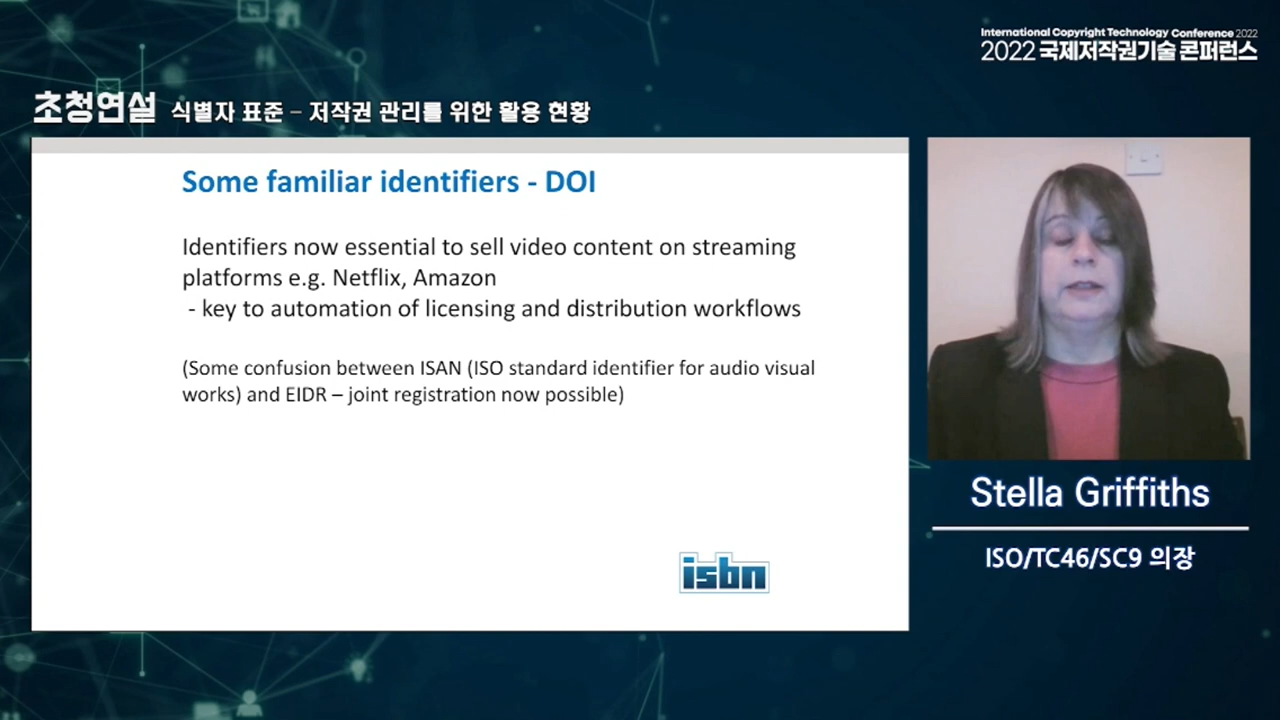 International Copyright Technology Conference 2022
2022 국제저작권기술 콘퍼런스
초청연설 식별자 표준 – 저작권 관리를 위한 활용 현황
Some familiar identifiers - DOI
Identifiers now essential to sell video content on streaming
platforms e.g. Netflix, Amazon
- key to automation of licensing and distribution workflows
(Some confusion between ISAN (ISO standard identifier for audio visual
works) and EIDR – joint registration now possible)
isbn
Stella Griffiths
ISO/TC46/SC9 의장